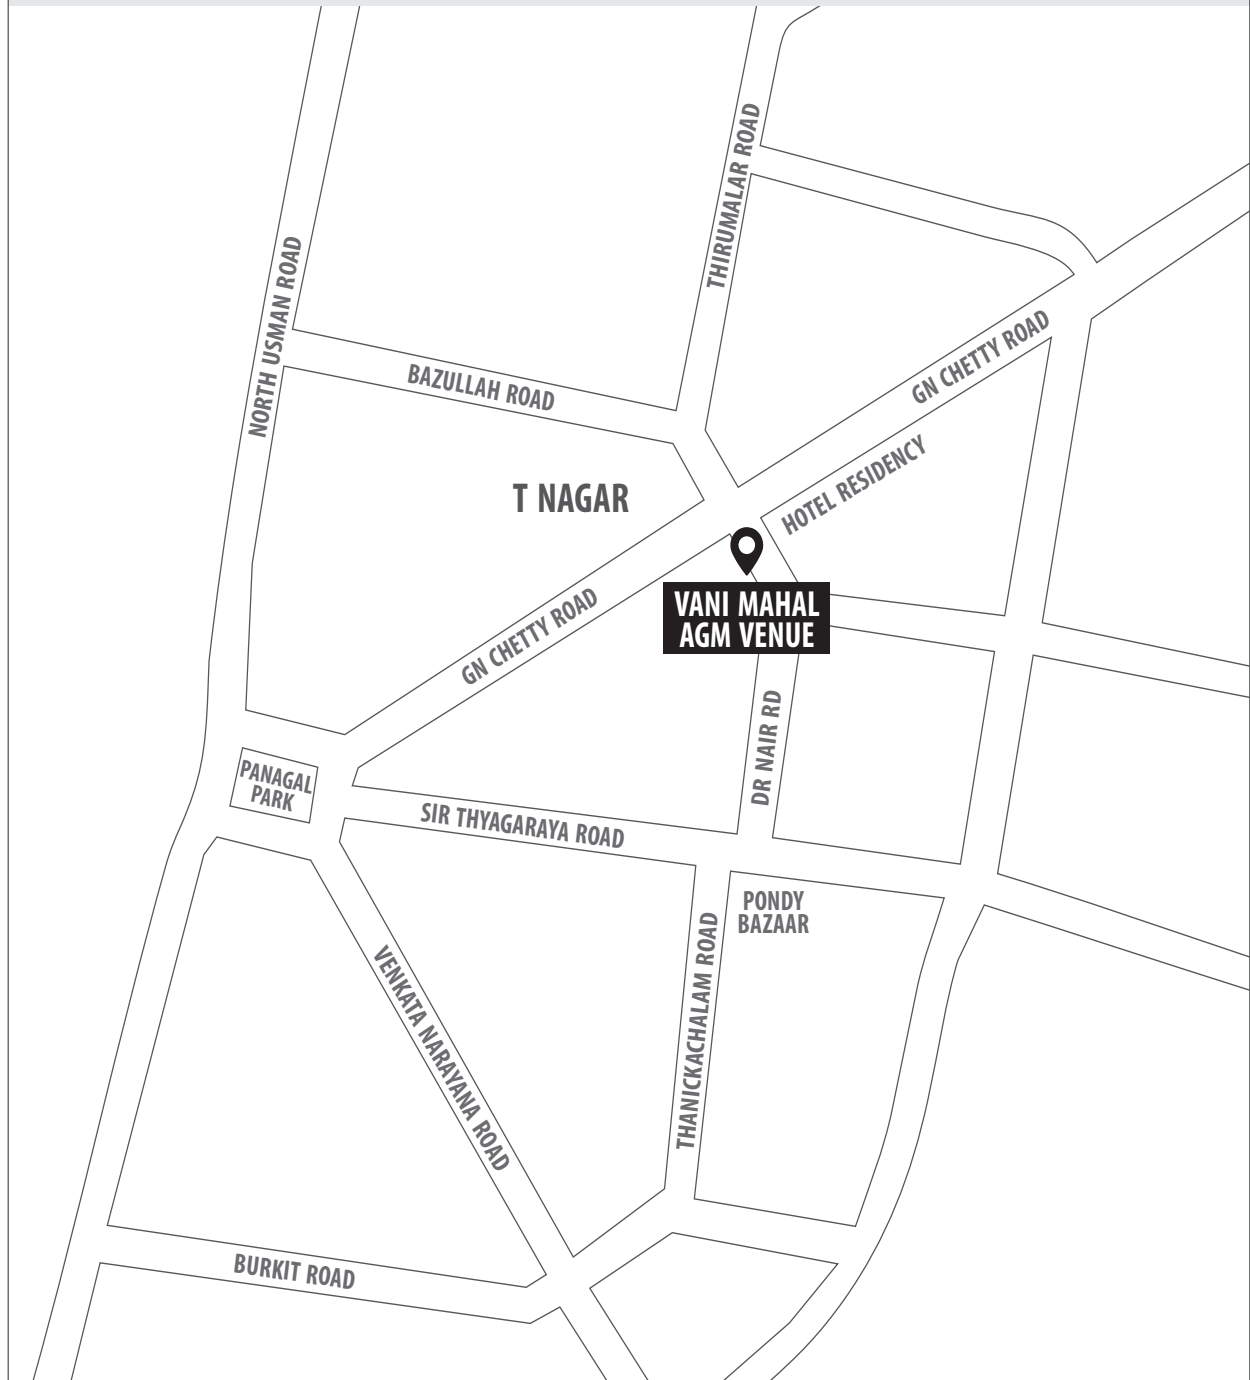 THIRUMALAR ROAD
NORTH USMAN ROAD
GN CHETTY ROAD
BAZULLAH ROAD
HOTEL RESIDENCY
T NAGAR
VANI MAHAL
AGM VENUE
GN CHETTY ROAD
DR NAIR RD
PANAGAL
PARK
SIR THYAGARAYA ROAD
PONDY
BAZAAR
THANICKACHALAM ROAD
VENKATA NARAYANA ROAD
BURKIT ROAD